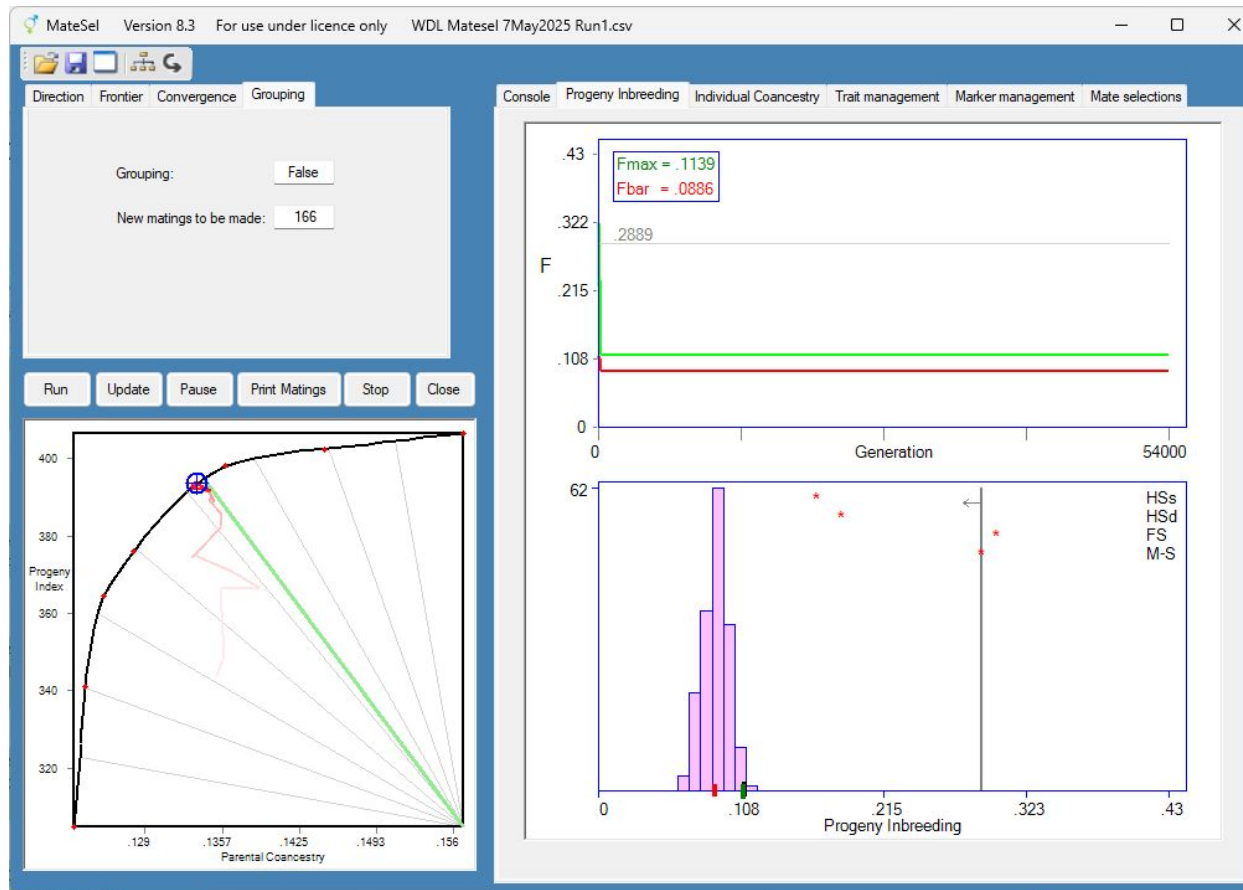 MateSel Version 8.3 For use under licence only WDL Matesel 7May2025 Run1.csv
Direction Frontier Convergence Grouping
Grouping: False
New matings to be made: 166
Run Update Pause Print Matings Stop Close
400
380
Progeny
Index
360
340
320
.129 .1357 .1425 .1493 .156
Parental Coancestry
Console Progeny Inbreeding Individual Coancestry Trait management Marker management Mate selections
.43
Fmax = .1139
Fbar = .0886
.322
.2889
F
.215
.108
0
0 Generation 54000
62
HSs
HSd
FS
M-S
0 .108 .215 .323 .43
Progeny Inbreeding